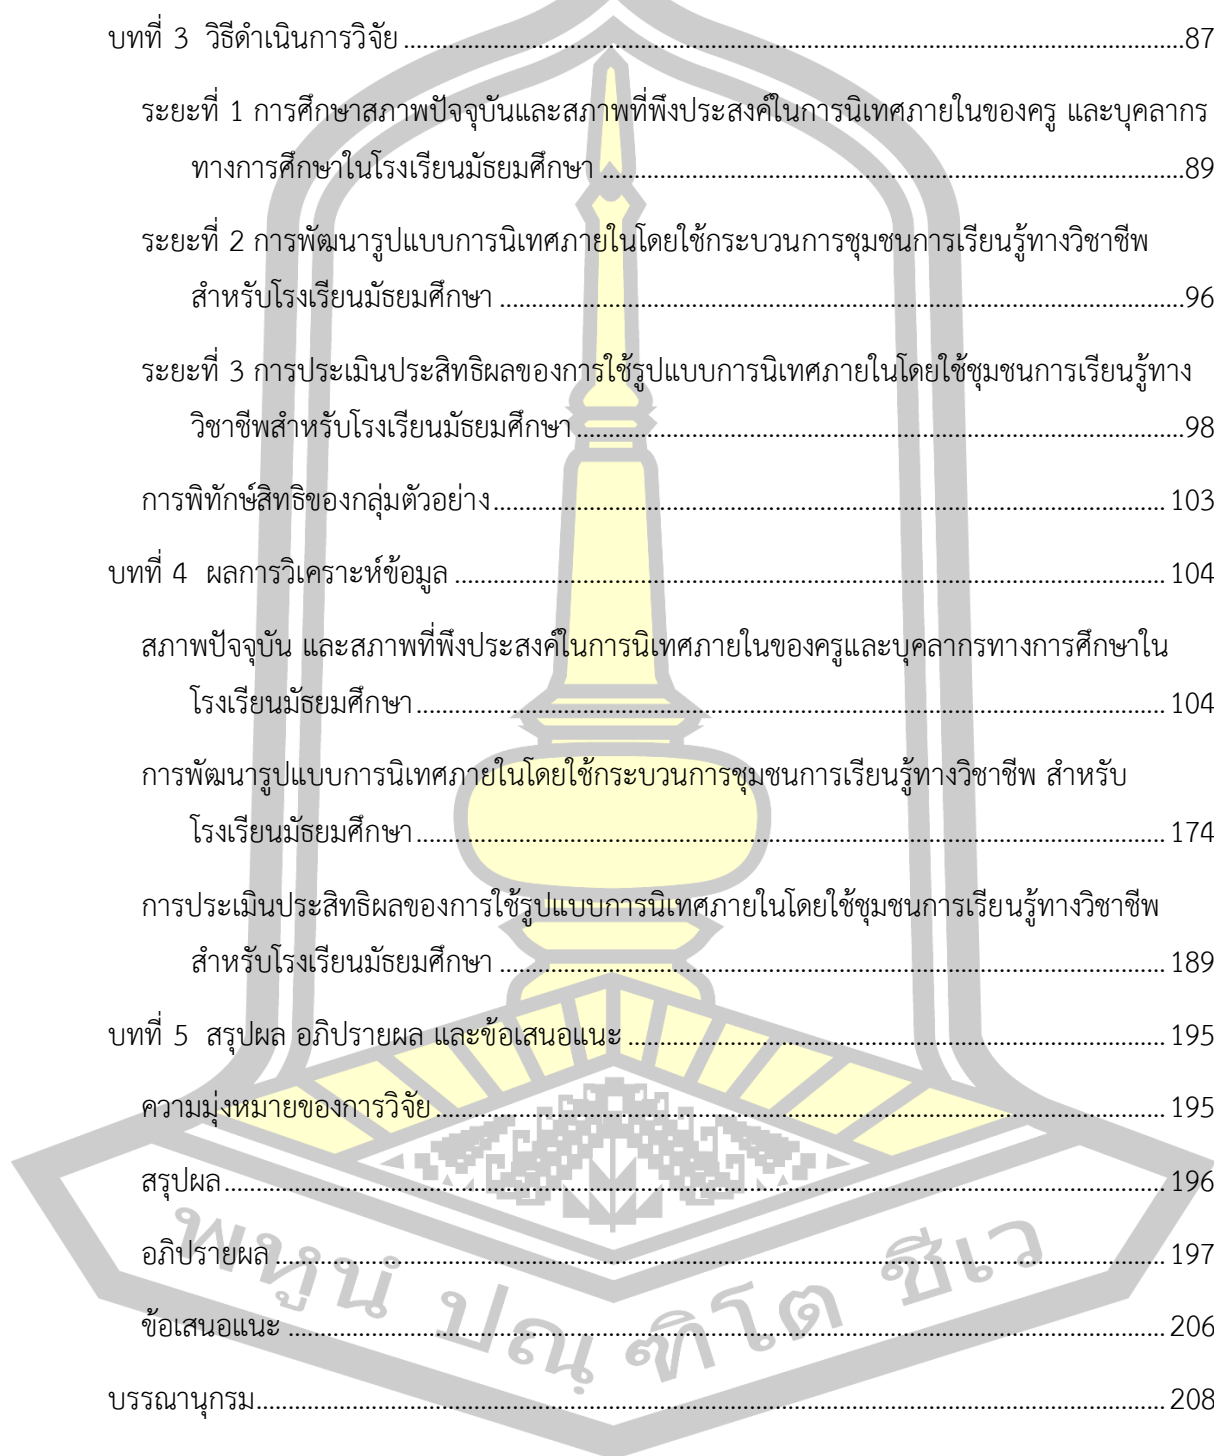 บทที่ 3 วิธีดำเนินการวิจัย ........ 87
ระยะที่ 1 การศึกษาสภาพปัจจุบันและสภาพที่พึงประสงค์ในการนิเทศภายในของครู และบุคลากร
ทางการศึกษาในโรงเรียนมัธยมศึกษา ........ 89
ระยะที่ 2 การพัฒนารูปแบบการนิเทศภายในโดยใช้กระบวนการชุมชนการเรียนรู้ทางวิชาชีพ
สำหรับโรงเรียนมัธยมศึกษา ........ 96
ระยะที่ 3 การประเมินประสิทธิผลของการใช้รูปแบบการนิเทศภายในโดยใช้ชุมชนการเรียนรู้ทาง
วิชาชีพสำหรับโรงเรียนมัธยมศึกษา ........ 98
การพิทักษ์สิทธิของกลุ่มตัวอย่าง ........ 103
บทที่ 4 ผลการวิเคราะห์ข้อมูล ........ 104
สภาพปัจจุบัน และสภาพที่พึงประสงค์ในการนิเทศภายในของครูและบุคลากรทางการศึกษาใน
โรงเรียนมัธยมศึกษา ........ 104
การพัฒนารูปแบบการนิเทศภายในโดยใช้กระบวนการชุมชนการเรียนรู้ทางวิชาชีพ สำหรับ
โรงเรียนมัธยมศึกษา ........ 174
การประเมินประสิทธิผลของการใช้รูปแบบการนิเทศภายในโดยใช้ชุมชนการเรียนรู้ทางวิชาชีพ
สำหรับโรงเรียนมัธยมศึกษา ........ 189
บทที่ 5 สรุปผล อภิปรายผล และข้อเสนอแนะ ........ 195
ความมุ่งหมายของการวิจัย ........ 195
สรุปผล ........ 196
อภิปรายผล ........ 197
ข้อเสนอแนะ ........ 206
บรรณานุกรม ........ 208
พหูนํ ปณฺฑิโต ชีเว